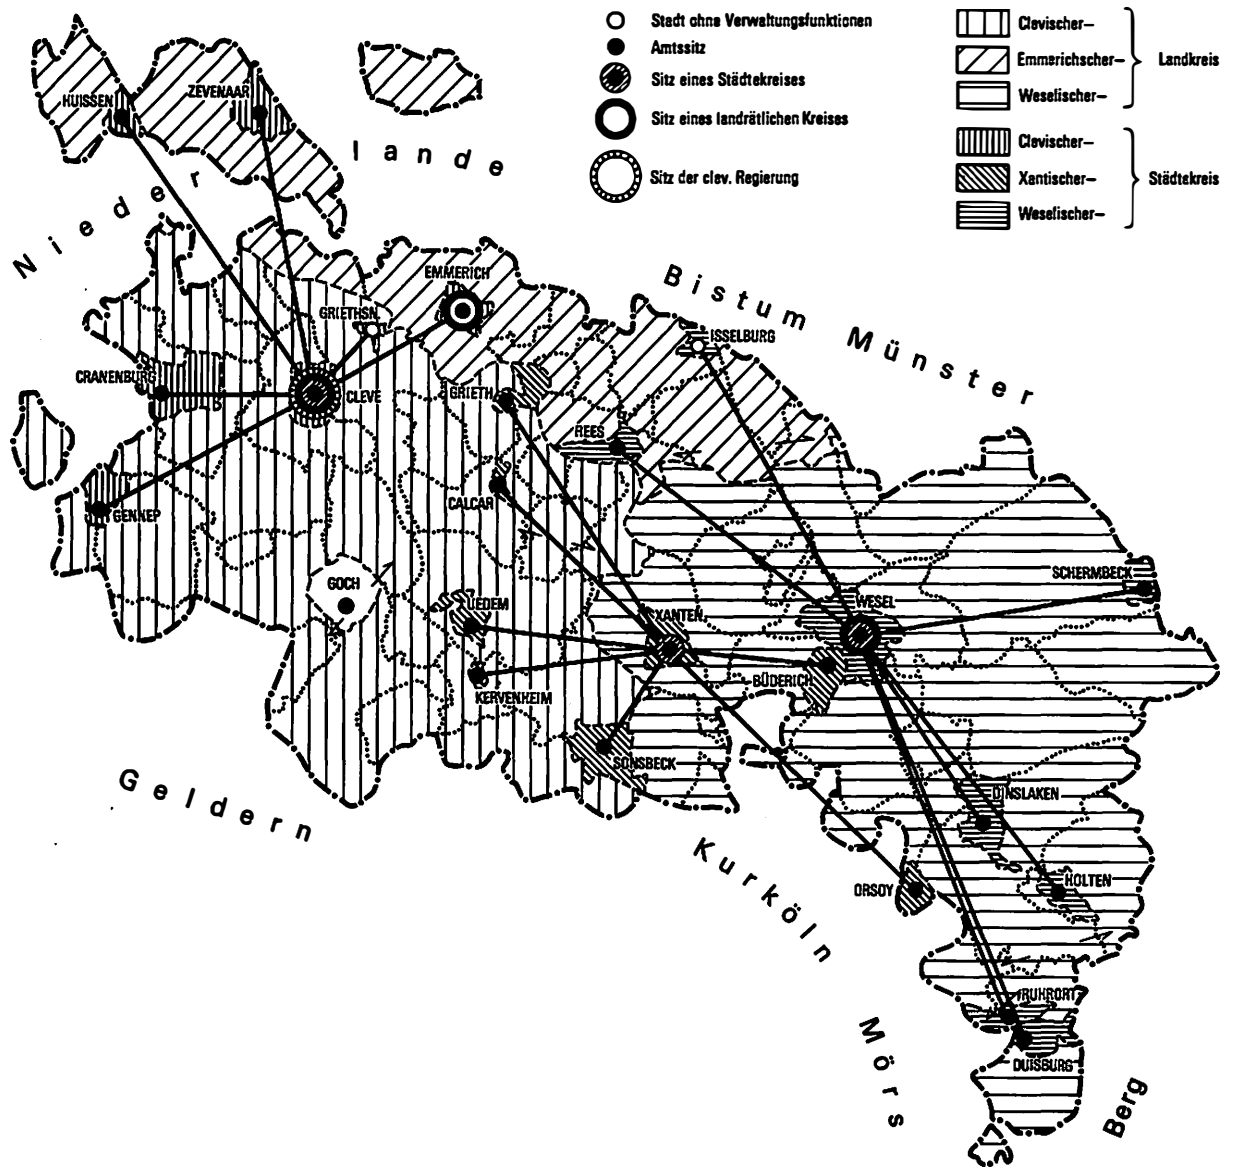 Stadt ohne Verwaltungsfunktionen
Amtssitz
Sitz eines Städtekreises
Sitz eines landrätlichen Kreises
Sitz der clev. Regierung
Clevischer–
Emmerichscher–
Weselischer–
Landkreis
Clevischer–
Xantischer–
Weselischer–
Städtekreis
HUISSEN
ZEVENAAR
Niederlande
EMMERICH
GRIETHSN.
Bistum Münster
ISSELBURG
CRANENBURG
CLEVE
GRIETH
REES
CALCAR
GENNEP
GOCH
UEDEM
XANTEN
WESEL
SCHERMBECK
BÜDERICH
KERVENHEIM
SONSBECK
Geldern
DINSLAKEN
Kurköln
ORSOY
HOLTEN
RUHRORT
Mörs
DUISBURG
Berg